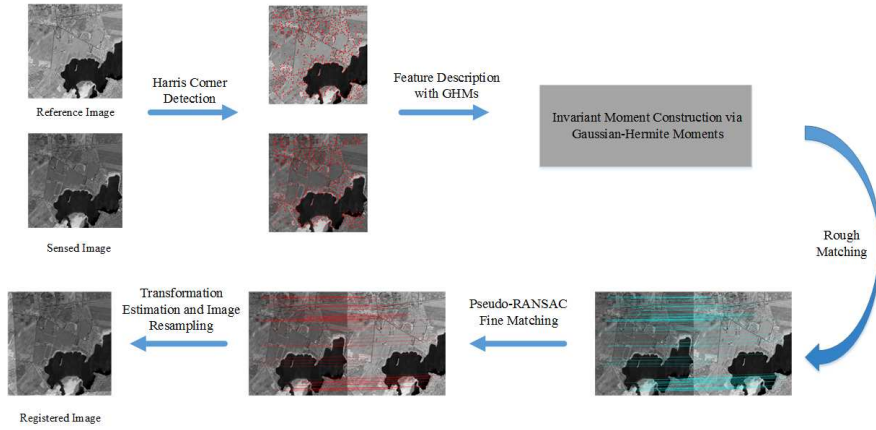 Reference Image
Harris Corner
Detection
Feature Description
with GHMs
Invariant Moment Construction via
Gaussian-Hermite Moments
Sensed Image
Rough
Matching
Pseudo-RANSAC
Fine Matching
Transformation
Estimation and Image
Resampling
Registered Image